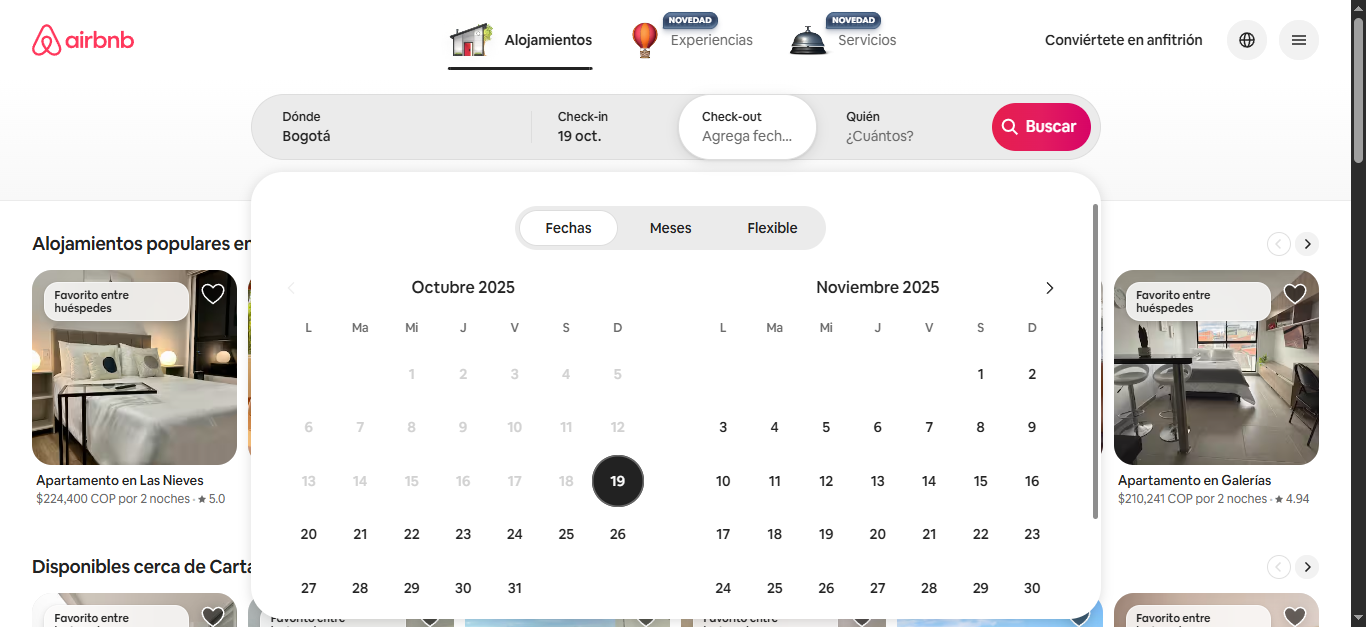 airbnb
Alojamientos
NOVEDAD
Experiencias
NOVEDAD
Servicios
Conviértete en anfitrión
Dónde
Bogotá
Check-in
19 oct.
Check-out
Agrega fech...
Quién
¿Cuántos?
Buscar
Fechas
Meses
Flexible
Alojamientos populares en
Favorito entre
huéspedes
Apartamento en Las Nieves
$224,400 COP por 2 noches · ★ 5.0
Octubre 2025
L Ma Mi J V S D
1 2 3 4 5
6 7 8 9 10 11 12
13 14 15 16 17 18 19
20 21 22 23 24 25 26
27 28 29 30 31
Noviembre 2025
L Ma Mi J V S D
1 2
3 4 5 6 7 8 9
10 11 12 13 14 15 16
17 18 19 20 21 22 23
24 25 26 27 28 29 30
Favorito entre
huéspedes
Apartamento en Galerías
$210,241 COP por 2 noches · ★ 4.94
Disponibles cerca de Carta
Favorito entre
Favorito entre
Favorito entre
Favorito entre